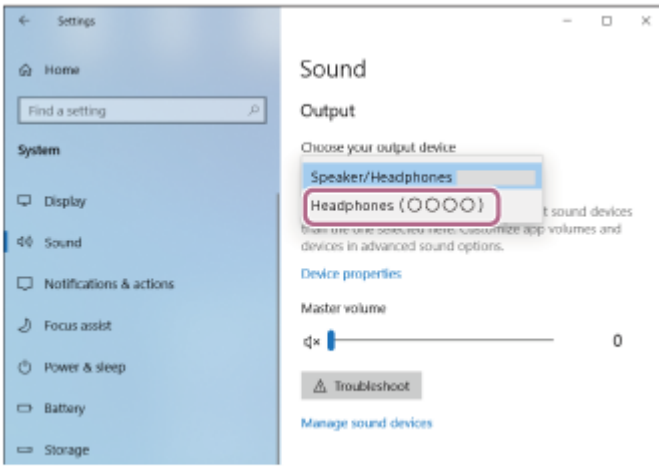 Settings
Home
Find a setting
System
Display
Sound
Notifications & actions
Focus assist
Power & sleep
Battery
Storage
Sound
Output
Choose your output device
Speaker/Headphones
Headphones (○○○○)
t sound devices
than the one selected here. Customize app volumes and
devices in advanced sound options.
Device properties
Master volume
0
Troubleshoot
Manage sound devices